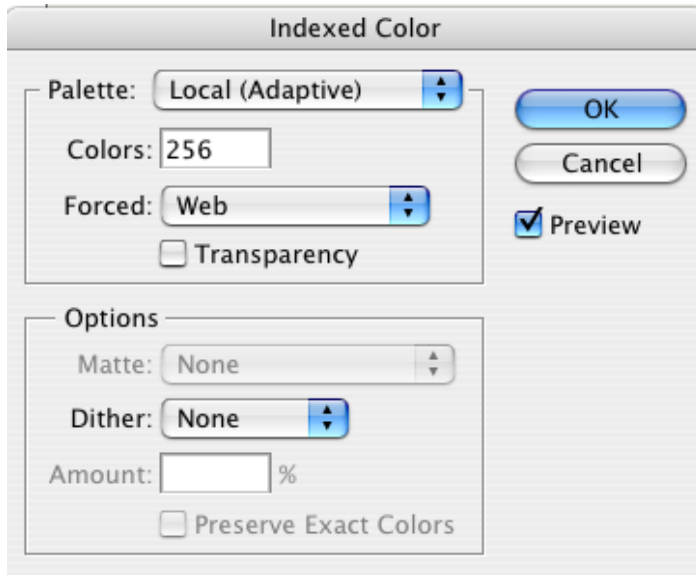 Indexed Color
Palette: Local (Adaptive)
OK
Colors: 256
Cancel
Forced: Web
Preview
Transparency
Options
Matte: None
Dither: None
Amount: %
Preserve Exact Colors